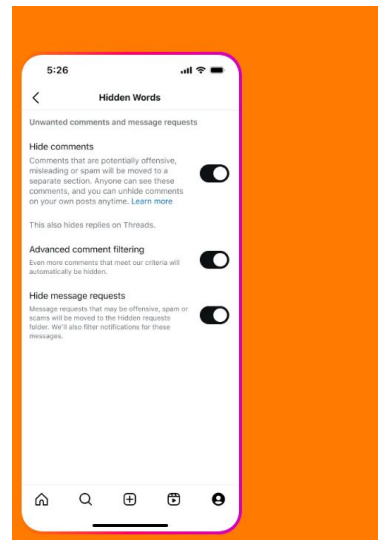 5:26
Hidden Words
Unwanted comments and message requests
Hide comments
Comments that are potentially offensive,
misleading or spam will be moved to a
separate section. Anyone can see these
comments, and you can unhide comments
on your own posts anytime. Learn more
This also hides replies on Threads.
Advanced comment filtering
Even more comments that meet our criteria will
automatically be hidden.
Hide message requests
Message requests that may be offensive, spam or
scams will be moved to the Hidden requests
folder. We'll also filter notifications for these
messages.